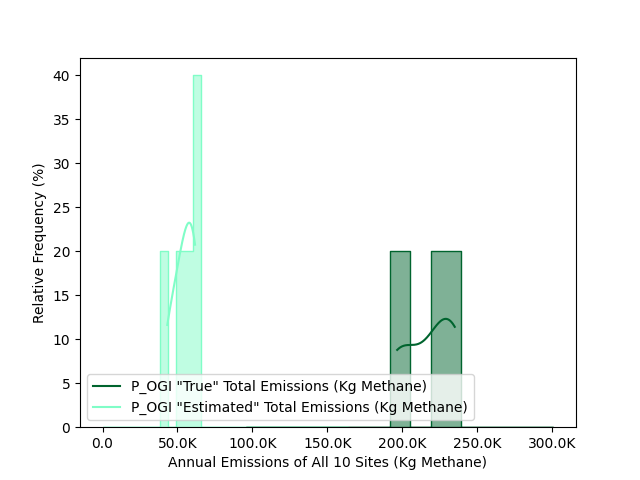 40
35
30
25
20
15
10
5
0
Relative Frequency (%)
P_OGI "True" Total Emissions (Kg Methane)
P_OGI "Estimated" Total Emissions (Kg Methane)
0.0 50.0K 100.0K 150.0K 200.0K 250.0K 300.0K
Annual Emissions of All 10 Sites (Kg Methane)